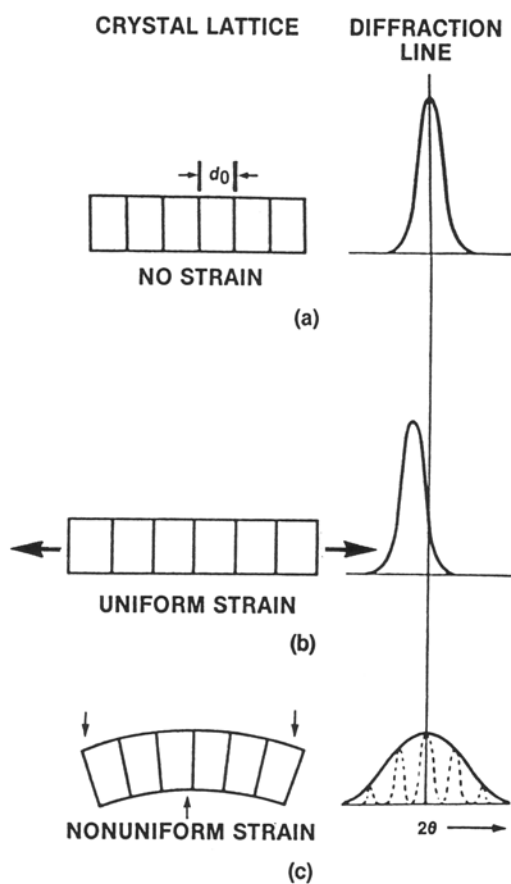 CRYSTAL LATTICE
DIFFRACTION
LINE
d0
NO STRAIN
(a)
UNIFORM STRAIN
(b)
NONUNIFORM STRAIN
2θ
(c)